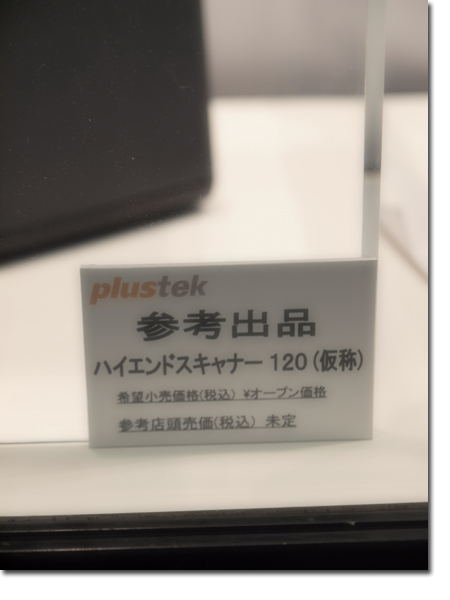 plustek
参考出品
ハイエンドスキャナー 120 (仮称)
希望小売価格(税込) ¥オープン価格
参考店頭売価(税込) 未定